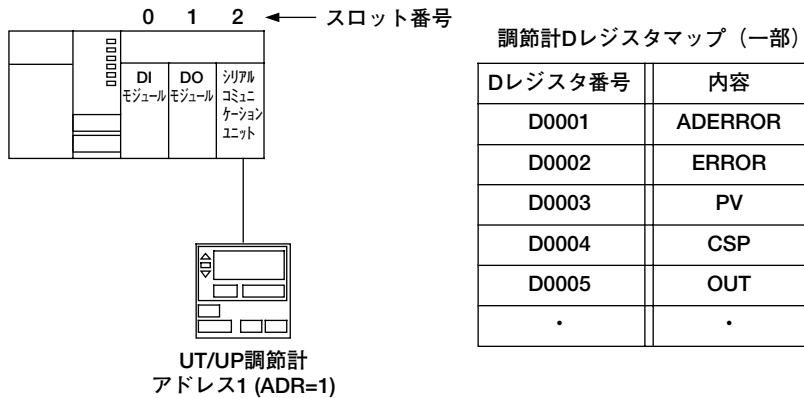 0 1 2 スロット番号
DI
モジュール
DO
モジュール
シリアル
コミュニ
ケーション
ユニット
UT/UP調節計
アドレス1 (ADR=1)
調節計Dレジスタマップ（一部）
Dレジスタ番号 内容
D0001 ADERROR
D0002 ERROR
D0003 PV
D0004 CSP
D0005 OUT
・ ・